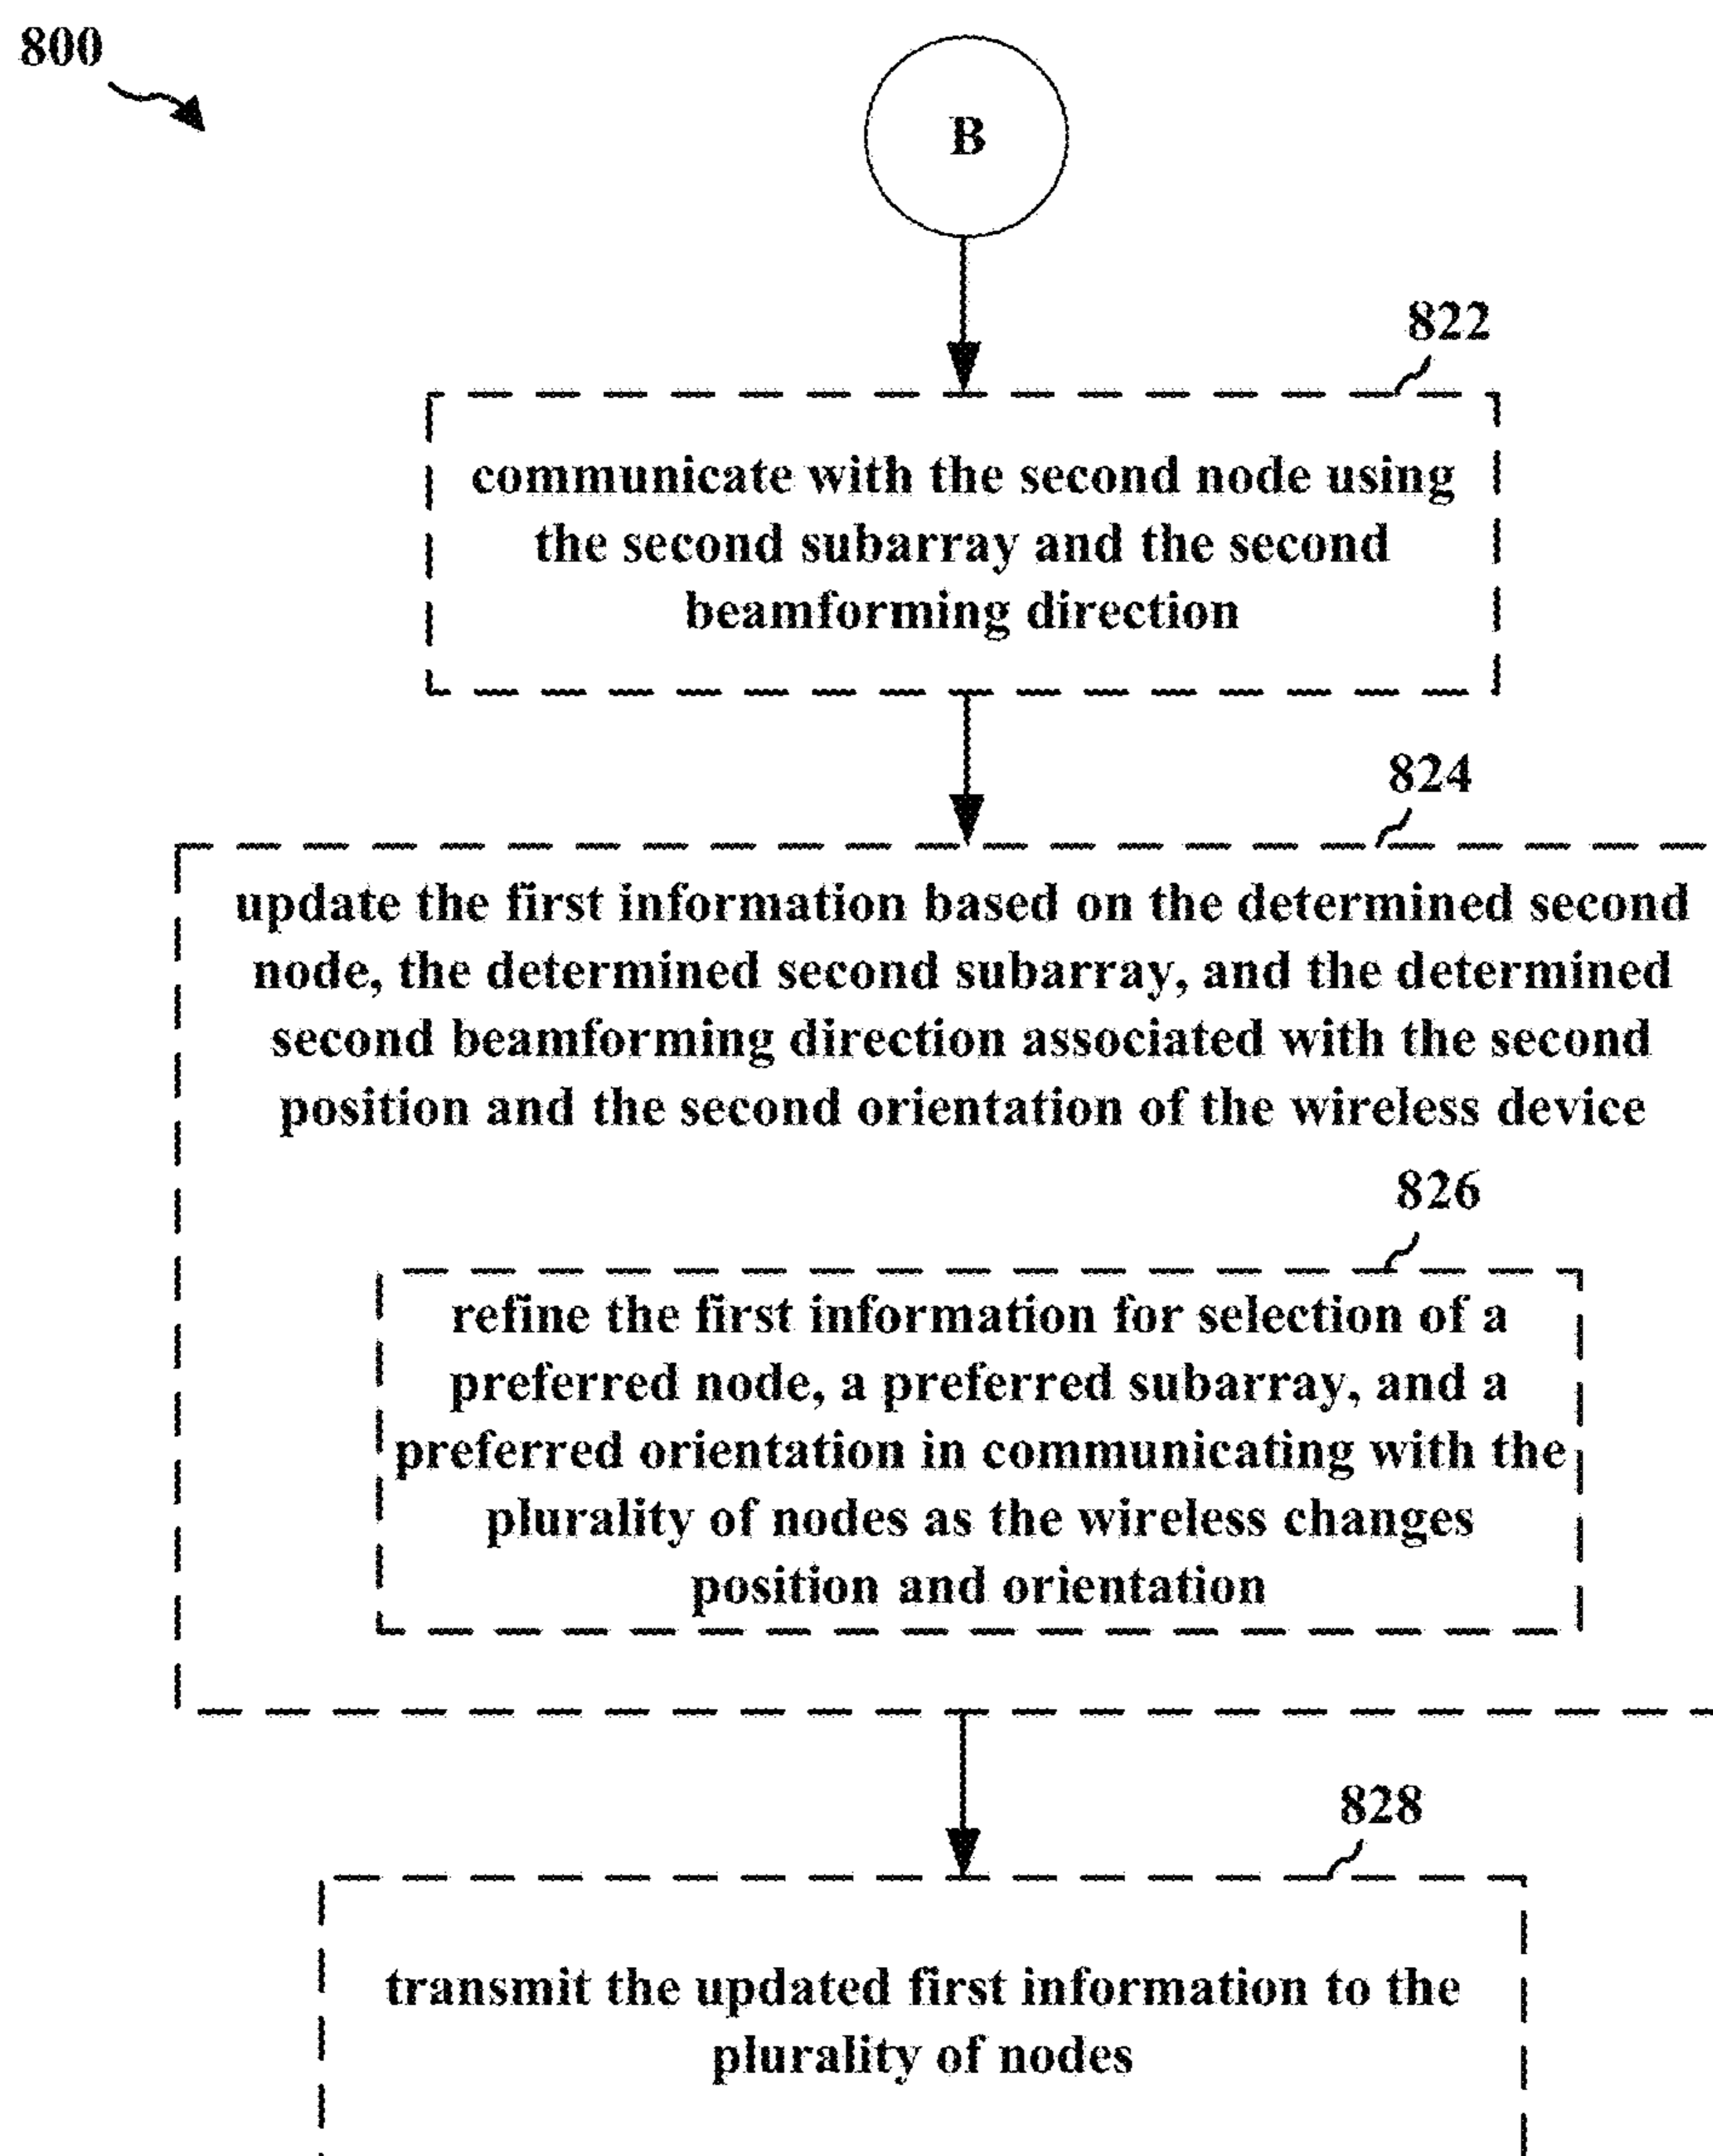 800
B
822
communicate with the second node using
the second subarray and the second
beamforming direction
824
update the first information based on the determined second
node, the determined second subarray, and the determined
second beamforming direction associated with the second
position and the second orientation of the wireless device
826
refine the first information for selection of a
preferred node, a preferred subarray, and a
preferred orientation in communicating with the
plurality of nodes as the wireless changes
position and orientation
828
transmit the updated first information to the
plurality of nodes